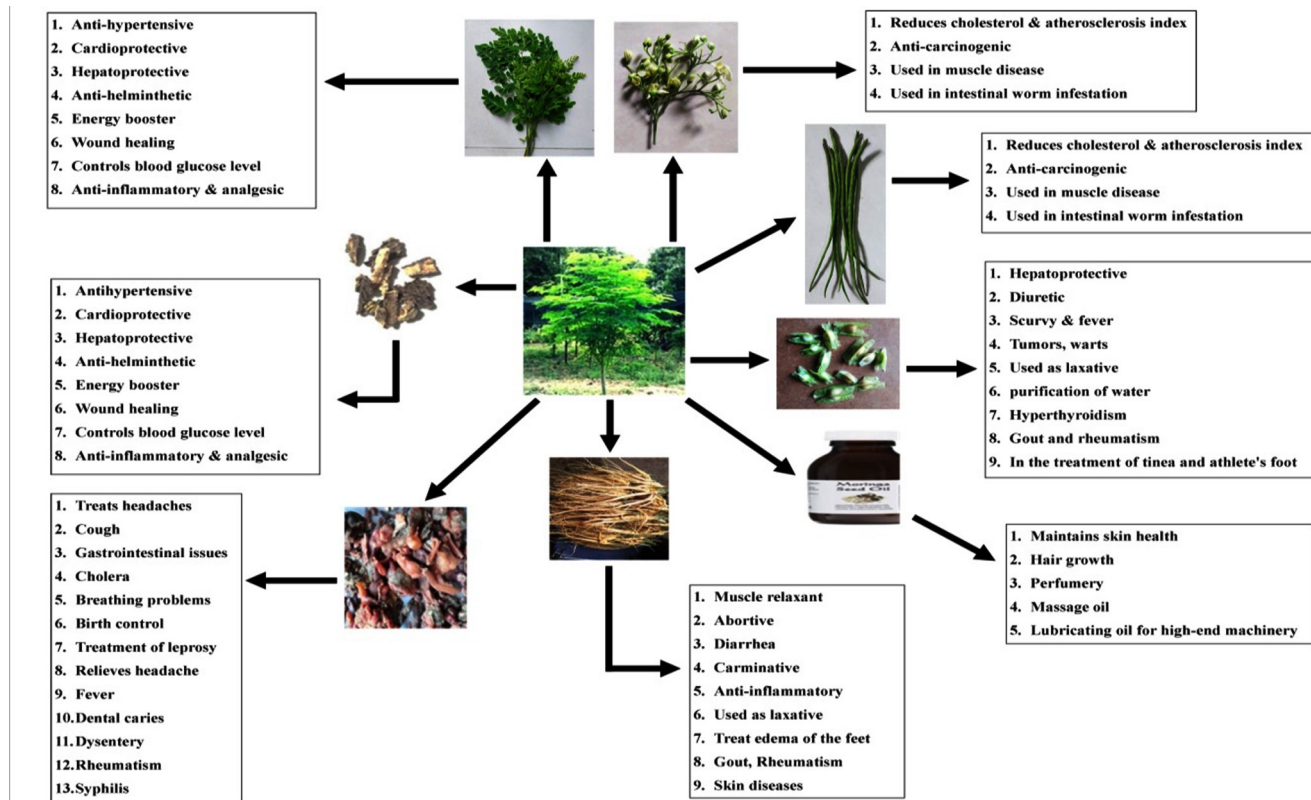 1. Anti-hypertensive
2. Cardioprotective
3. Hepatoprotective
4. Anti-helminthetic
5. Energy booster
6. Wound healing
7. Controls blood glucose level
8. Anti-inflammatory & analgesic
1. Reduces cholesterol & atherosclerosis index
2. Anti-carcinogenic
3. Used in muscle disease
4. Used in intestinal worm infestation
1. Reduces cholesterol & atherosclerosis index
2. Anti-carcinogenic
3. Used in muscle disease
4. Used in intestinal worm infestation
1. Antihypertensive
2. Cardioprotective
3. Hepatoprotective
4. Anti-helminthetic
5. Energy booster
6. Wound healing
7. Controls blood glucose level
8. Anti-inflammatory & analgesic
1. Hepatoprotective
2. Diuretic
3. Scurvy & fever
4. Tumors, warts
5. Used as laxative
6. purification of water
7. Hyperthyroidism
8. Gout and rheumatism
9. In the treatment of tinea and athlete's foot
Moringa
Seed Oil
1. Treats headaches
2. Cough
3. Gastrointestinal issues
4. Cholera
5. Breathing problems
6. Birth control
7. Treatment of leprosy
8. Relieves headache
9. Fever
10. Dental caries
11. Dysentery
12. Rheumatism
13. Syphilis
1. Muscle relaxant
2. Abortive
3. Diarrhea
4. Carminative
5. Anti-inflammatory
6. Used as laxative
7. Treat edema of the feet
8. Gout, Rheumatism
9. Skin diseases
1. Maintains skin health
2. Hair growth
3. Perfumery
4. Massage oil
5. Lubricating oil for high-end machinery